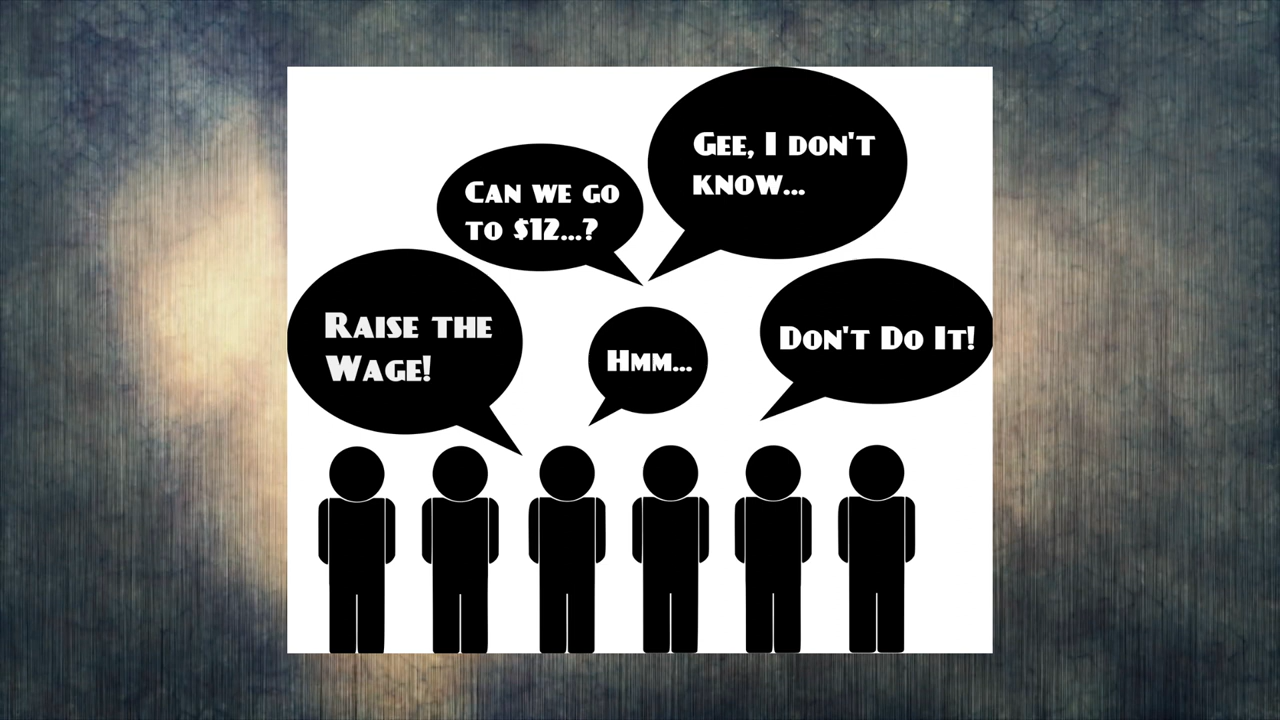 Gee, I don't
know...
Can we go
to $12...?
Raise the
Wage!
Hmm...
Don't Do It!